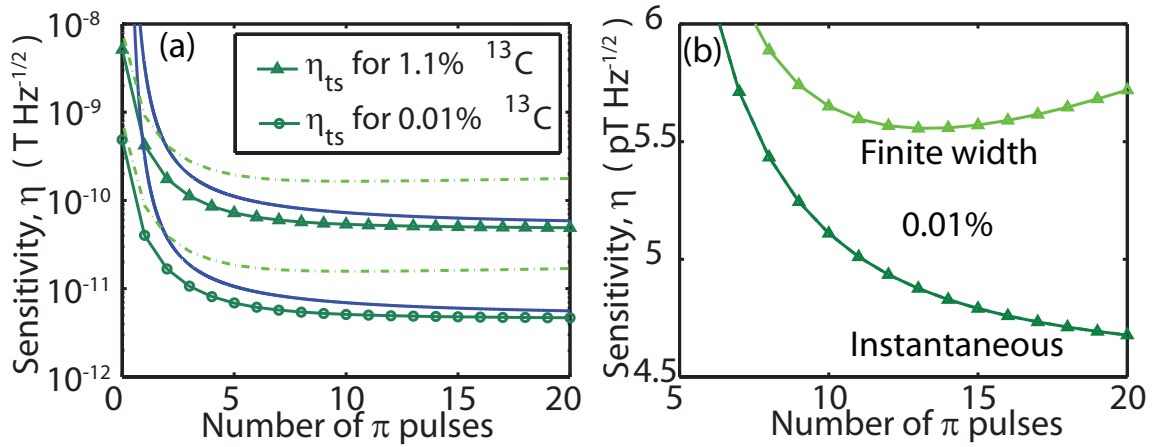 (a)
η_ts for 1.1% ¹³C
η_ts for 0.01% ¹³C
10⁻⁸
10⁻⁹
10⁻¹⁰
10⁻¹¹
10⁻¹²
Sensitivity, η ( T Hz^-1/2 )
0 5 10 15 20
Number of π pulses
(b)
6
5.5
5
4.5
Sensitivity, η ( pT Hz^-1/2 )
Finite width
0.01%
Instantaneous
5 10 15 20
Number of π pulses